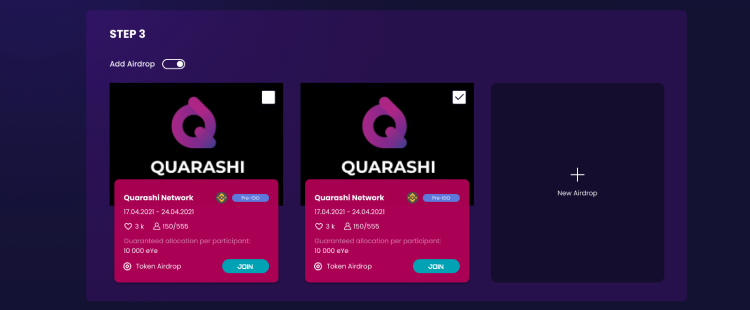 STEP 3
Add Airdrop
QUARASHI
Quarashi Network Pre-IDO
17.04.2021 - 24.04.2021
3 k 150/555
Guaranteed allocation per participant:
10 000 eYe
Token Airdrop JOIN
QUARASHI
Quarashi Network Pre-IDO
17.04.2021 - 24.04.2021
3 k 150/555
Guaranteed allocation per participant:
10 000 eYe
Token Airdrop JOIN
New Airdrop